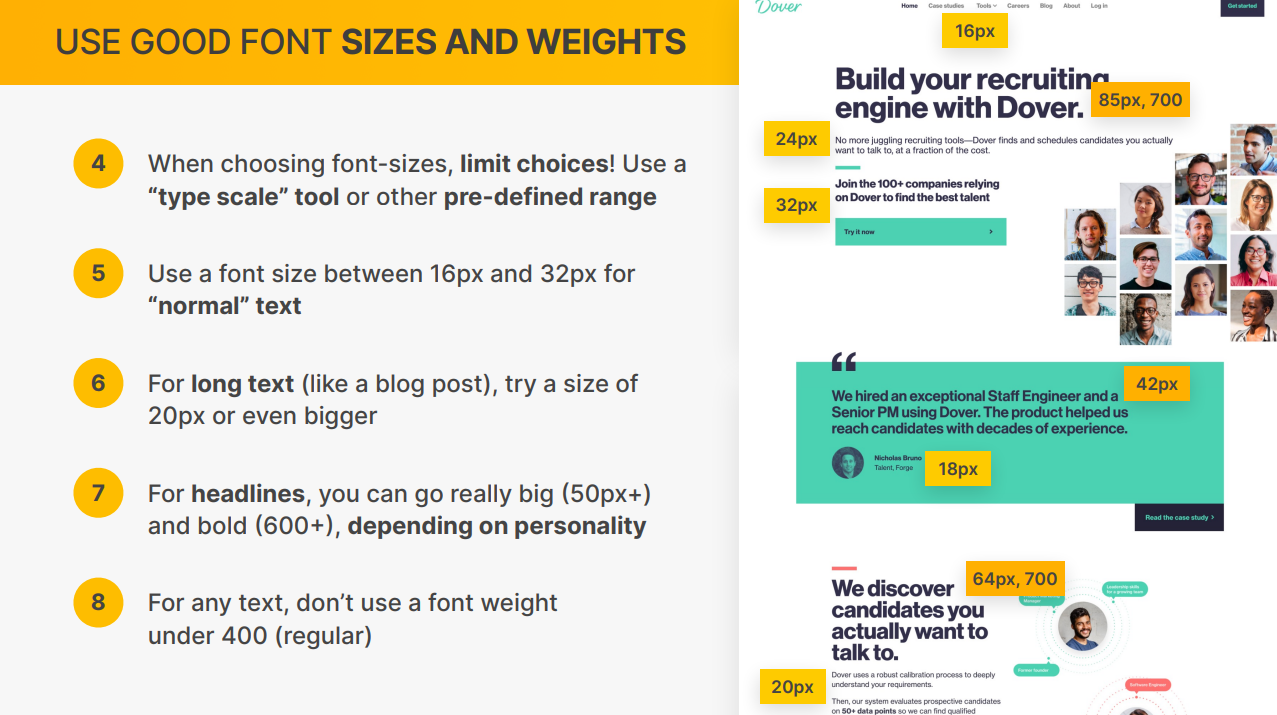 USE GOOD FONT SIZES AND WEIGHTS
4
When choosing font-sizes, limit choices! Use a
“type scale” tool or other pre-defined range
5
Use a font size between 16px and 32px for
“normal” text
6
For long text (like a blog post), try a size of
20px or even bigger
7
For headlines, you can go really big (50px+)
and bold (600+), depending on personality
8
For any text, don’t use a font weight
under 400 (regular)
Dover
Home Case studies Tools Careers Blog About Log in
Get started
16px
Build your recruiting
engine with Dover.
85px, 700
24px
No more juggling recruiting tools—Dover finds and schedules candidates you actually
want to talk to, at a fraction of the cost.
Join the 100+ companies relying
on Dover to find the best talent
32px
Try it now
“
42px
We hired an exceptional Staff Engineer and a
Senior PM using Dover. The product helped us
reach candidates with decades of experience.
Nicholas Bruno
Talent, Forge
18px
Read the case study
64px, 700
We discover
candidates you
actually want to
talk to.
Manager
Leadership skills
for a growing team
Former founder
Software Engineer
20px
Dover uses a robust calibration process to deeply
understand your requirements.
Then, our system evaluates prospective candidates
on 50+ data points so we can find qualified